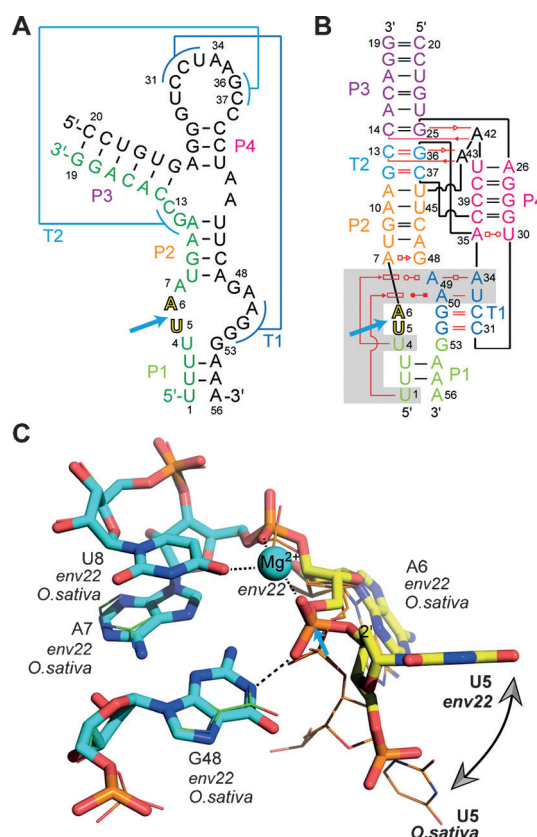 A
34
31
36
37
C
C
U
A
A
G
C
C
C
C
U
U
G
G
G
A
P4
20
5'-C
C
U
G
U
G
3'-G
G
A
C
A
C
C
19
P3
13
T2
G
A
A
U
G
A
P2
A
A
U
U
C
A
G
48
7
A
A
6
U
5
4
A
A
G
G
G
53
T1
P1
U
U
U
U
A
A
A-3'
5'-
1
56
B
3'
5'
19
G
C
20
G
C
A
U
P3
C
G
A
U
14
C
G
25
13
C
G
36
T2
G
C
37
A
42
A
43
10
A
U
A
U
45
P2
G
C
U
A
7
A
G
48
U
C
C
39
C
35
A
A
26
G
G
G
U
30
P4
A
49
A
50
A
34
U
C
C
31
T1
G
G
A
6
U
5
U
4
G
53
U
A
U
A
U
1
A
56
P1
5'
3'
C
U8
env22
O.sativa
A7
env22
O.sativa
Mg2+
env22
A6
env22
O.sativa
2'
U5
env22
G48
env22
O.sativa
U5
O.sativa